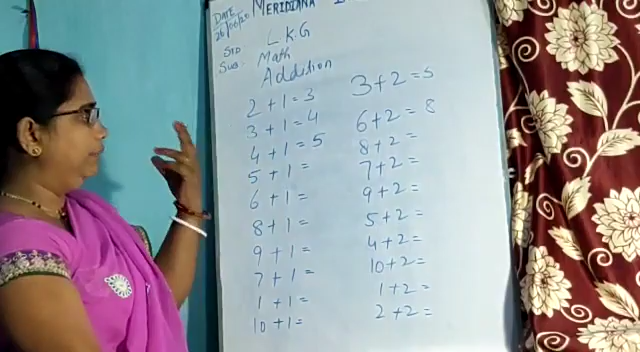 DATE MERIDIANA
26/06/20
STD L K.G
SUB: Math
Addition
2 + 1 = 3
3 + 1 = 4
4 + 1 = 5
5 + 1 =
6 + 1 =
8 + 1 =
9 + 1 =
7 + 1 =
1 + 1 =
10 + 1 =
3 + 2 = 5
6 + 2 = 8
8 + 2 =
7 + 2 =
9 + 2 =
5 + 2 =
4 + 2 =
10 + 2 =
1 + 2 =
2 + 2 =